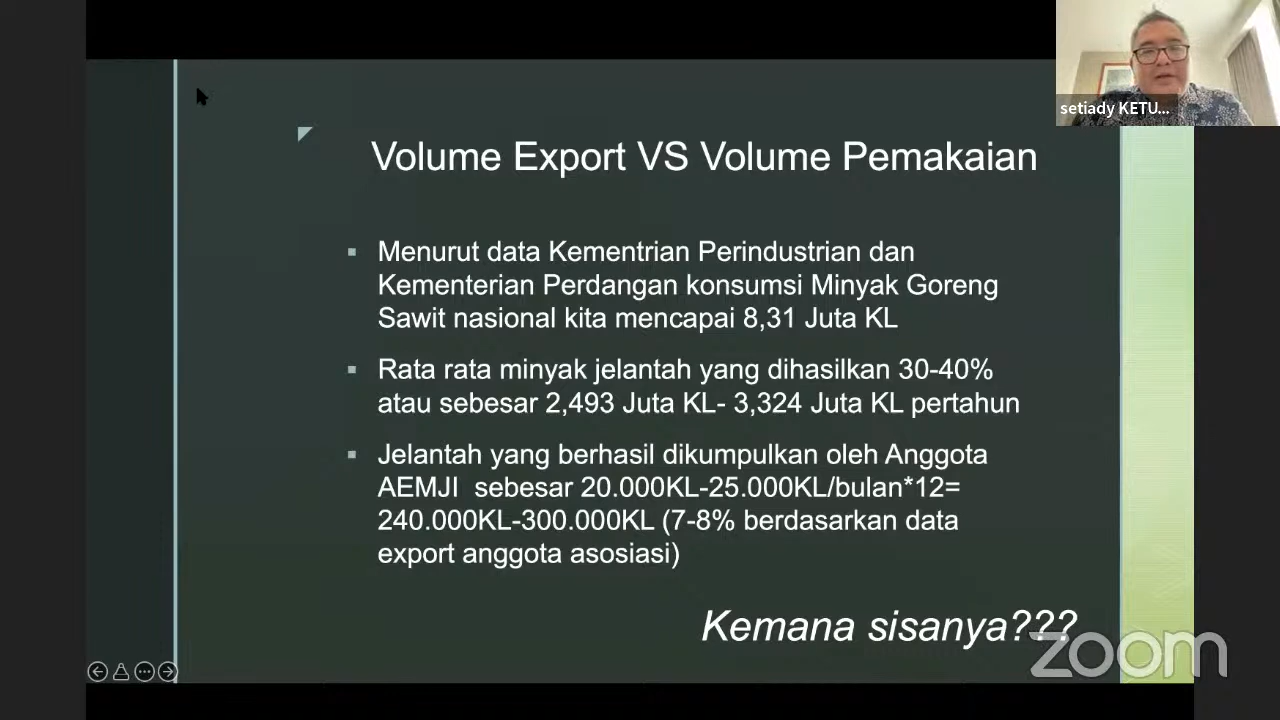 setiady KETU...
Volume Export VS Volume Pemakaian
Menurut data Kementrian Perindustrian dan
Kementerian Perdangan konsumsi Minyak Goreng
Sawit nasional kita mencapai 8,31 Juta KL
Rata rata minyak jelantah yang dihasilkan 30-40%
atau sebesar 2,493 Juta KL- 3,324 Juta KL pertahun
Jelantah yang berhasil dikumpulkan oleh Anggota
AEMJI sebesar 20.000KL-25.000KL/bulan*12=
240.000KL-300.000KL (7-8% berdasarkan data
export anggota asosiasi)
Kemana sisanya???
zoom